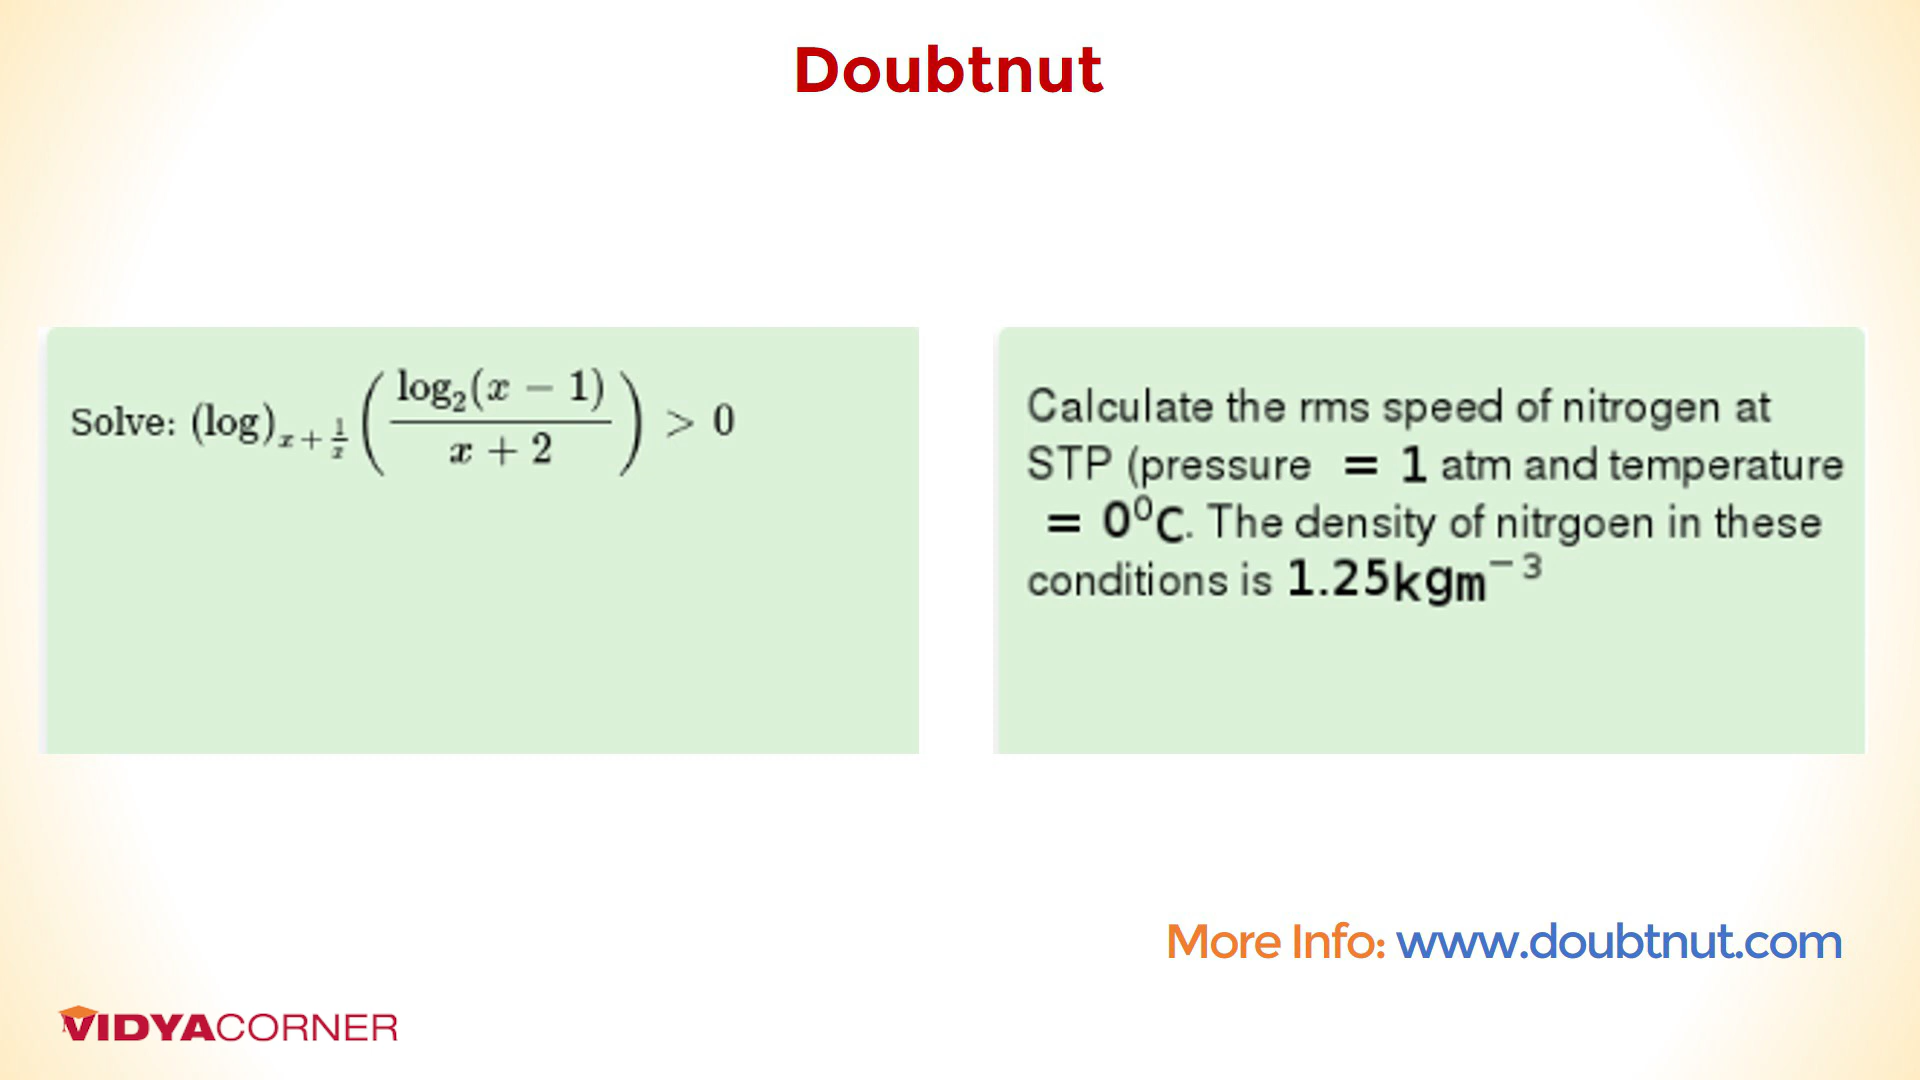 Doubtnut
Solve: (log)ₓ₊₁/ₓ (log₂(x − 1)/(x + 2)) > 0
Calculate the rms speed of nitrogen at
STP (pressure = 1 atm and temperature
= 0⁰C. The density of nitrgoen in these
conditions is 1.25kgm⁻³
More Info: www.doubtnut.com
VIDYACORNER